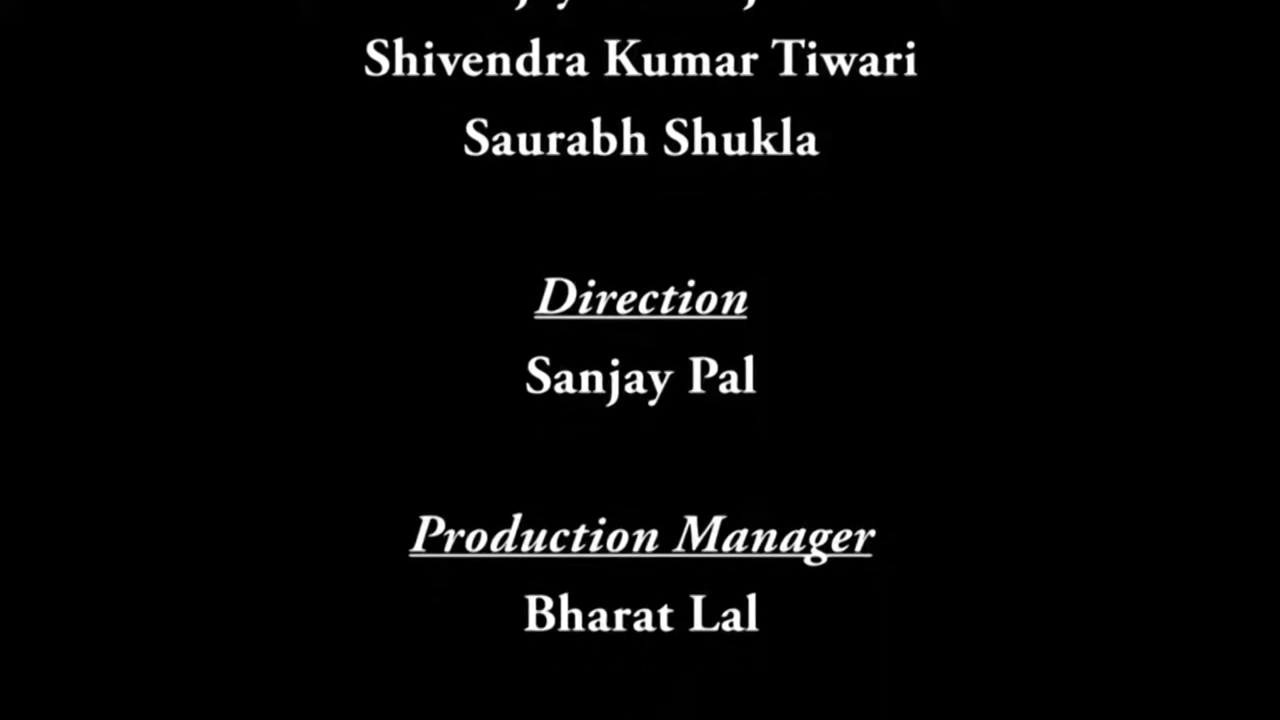 Shivendra Kumar Tiwari
Saurabh Shukla
Direction
Sanjay Pal
Production Manager
Bharat Lal